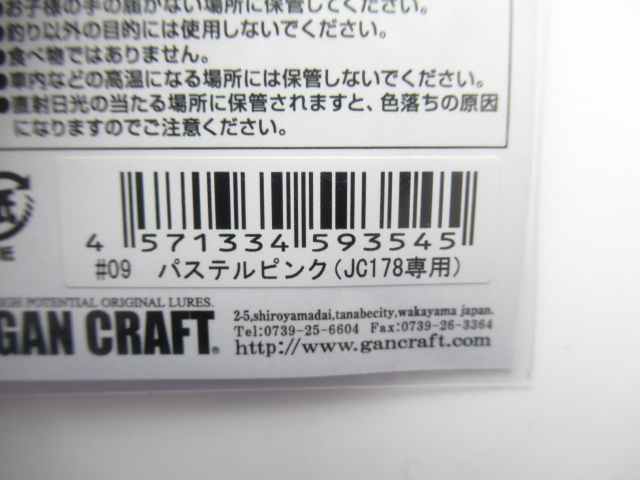 ●お子様の手の届かない場所に保管してください。
●釣り以外の目的には使用しないでください。
●食べ物ではありません。
●車内などの高温になる場所には保管しないでください。
●直射日光の当たる場所に保管されますと、色落ちの原因
になりますのでご注意ください。
紙
4 571334 593545
#09 パステルピンク(JC178専用)
HIGH POTENTIAL ORIGINAL LURES.
GAN CRAFT®
2-5,shiroyamadai,tanabecity,wakayama japan.
Tel:0739-25-6604 Fax:0739-26-3364
http://www.gancraft.com